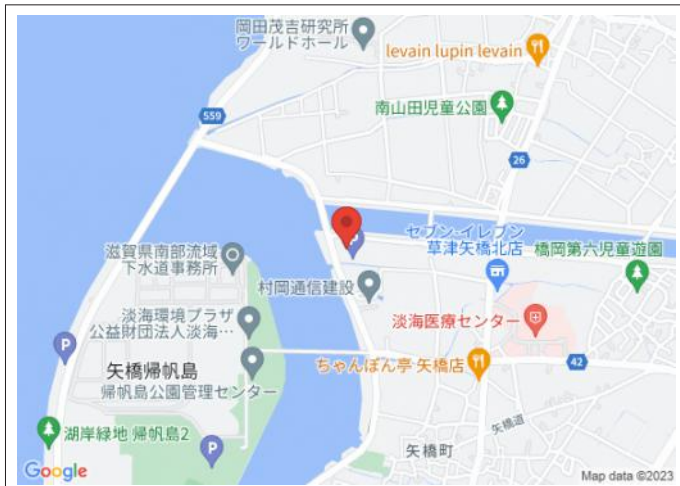 岡田茂吉研究所
ワールドホール
levain lupin levain
南山田児童公園
559
26
セブン-イレブン
草津矢橋北店
橋岡第六児童遊園
P
滋賀県南部流域
下水道事務所
村岡通信建設
淡海環境プラザ
公益財団法人淡海…
淡海医療センター
P
ちゃんぽん亭 矢橋店
42
矢橋帰帆島
帰帆島公園管理センター
矢橋道
湖岸緑地 帰帆島2
P
矢橋町
Google
Map data ©2023